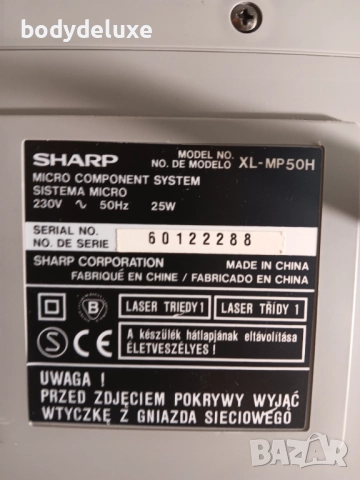 bodydeluxe
SHARP MODEL NO. NO. DE MODELO XL-MP50H
MICRO COMPONENT SYSTEM
SISTEMA MICRO
230V ∿ 50Hz 25W
SERIAL NO. NO. DE SERIE 60122288
SHARP CORPORATION MADE IN CHINA
FABRIQUÉ EN CHINE / FABRICADO EN CHINA
B LASER TRIEDY 1 LASER TŘÍDY 1
S CE A készülék hátlapjának eltávolítása
ÉLETVESZÉLYES !
UWAGA !
PRZED ZDJĘCIEM POKRYWY WYJĄĆ
WTYCZKĘ Z GNIAZDA SIECIOWEGO
BAZAR